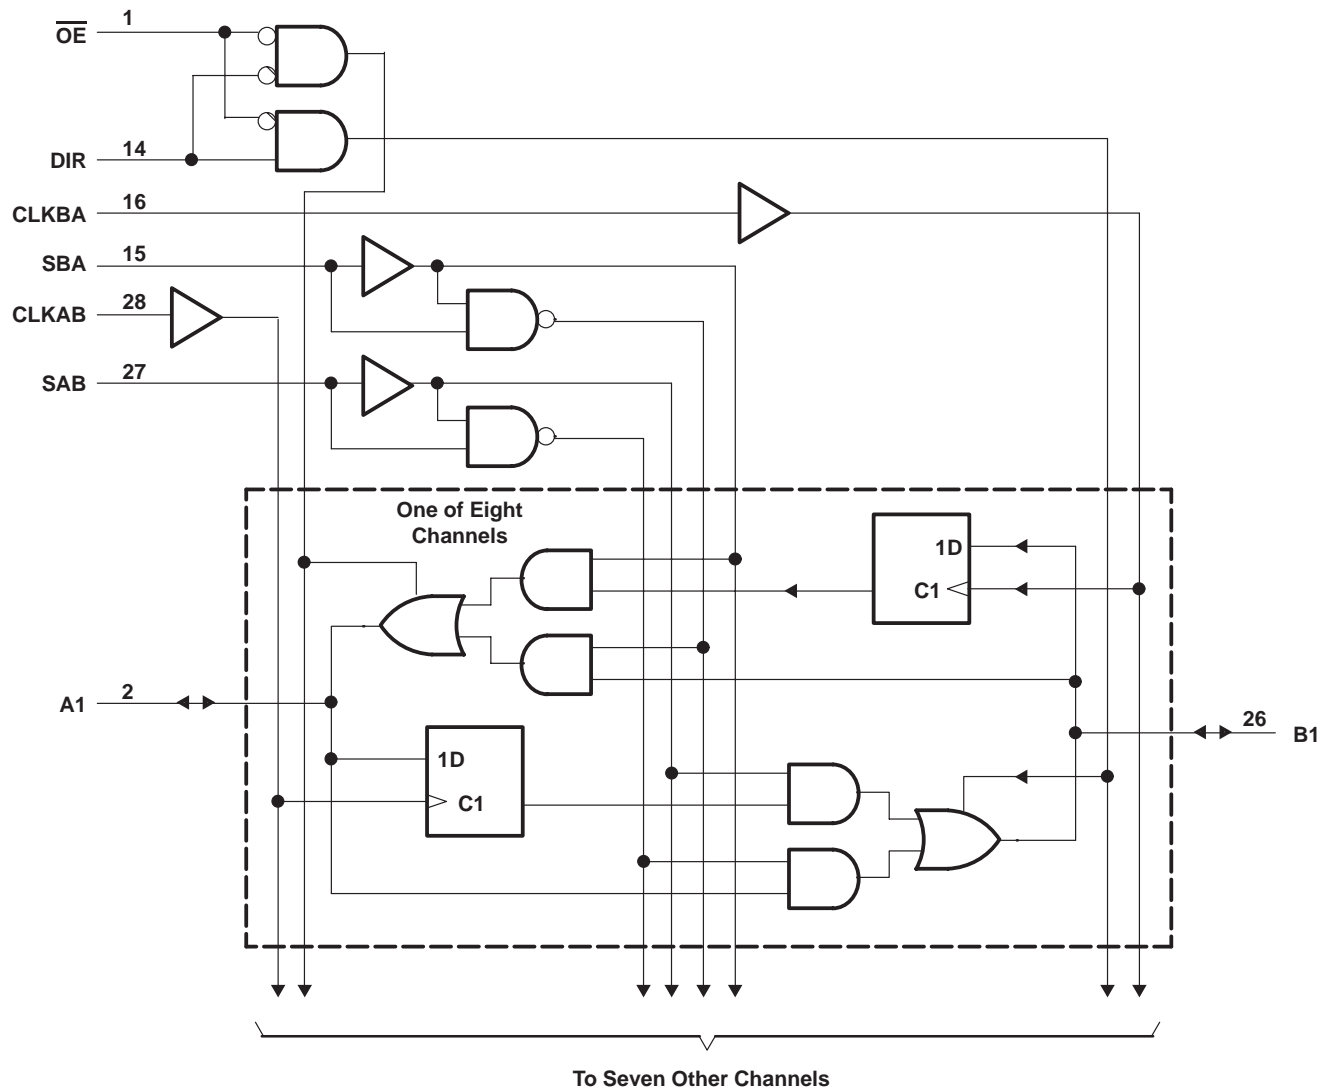 OE 1
DIR 14
CLKBA 16
SBA 15
CLKAB 28
SAB 27
One of Eight
Channels
1D
C1
A1 2
26 B1
1D
C1
To Seven Other Channels